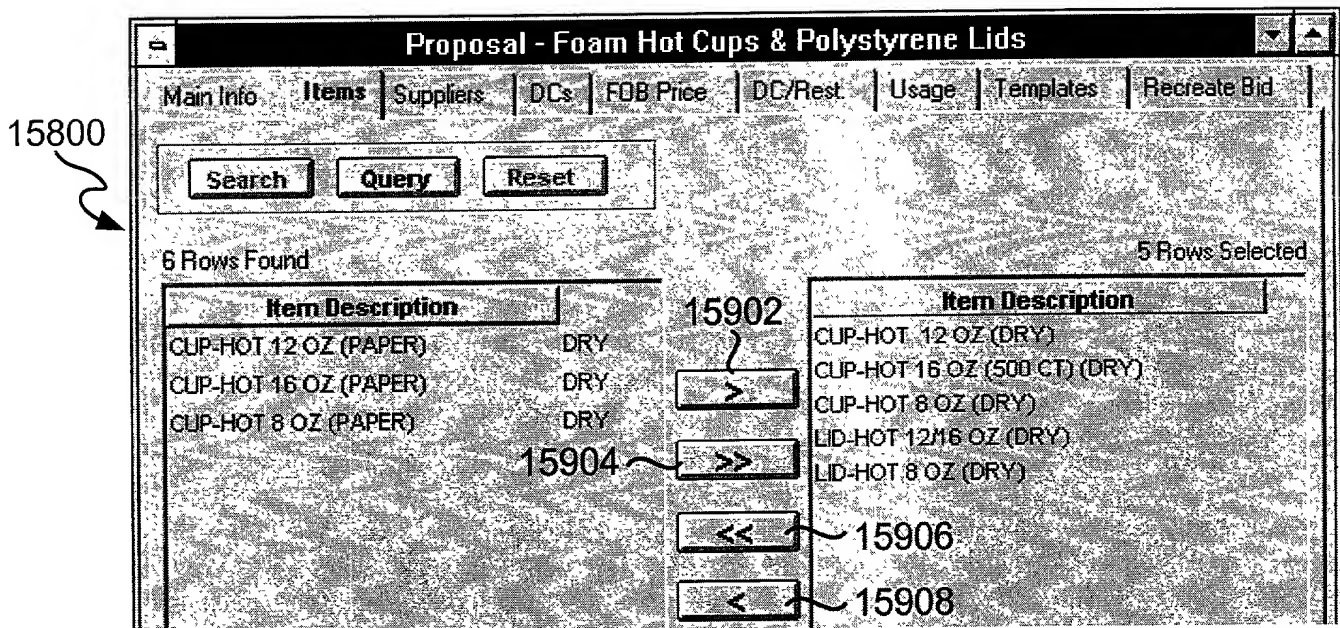 Proposal - Foam Hot Cups & Polystyrene Lids
Main Info Items Suppliers DCs FOB Price DC/Rest. Usage Templates Recreate Bid
15800
Search Query Reset
6 Rows Found
5 Rows Selected
Item Description
CUP-HOT 12 OZ (PAPER) DRY
CUP-HOT 16 OZ (PAPER) DRY
CUP-HOT 8 OZ (PAPER) DRY
15902
>
15904 >>
<< 15906
< 15908
Item Description
CUP-HOT 12 OZ (DRY)
CUP-HOT 16 OZ (500 CT) (DRY)
CUP-HOT 8 OZ (DRY)
LID-HOT 12/16 OZ (DRY)
LID-HOT 8 OZ (DRY)